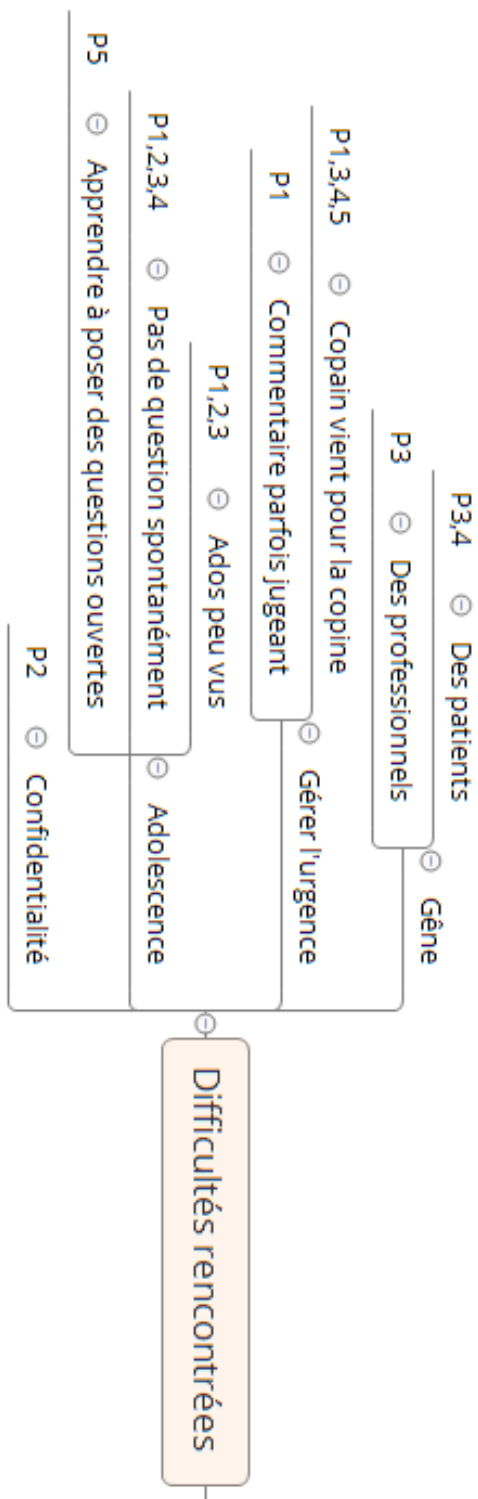 P3,4 Des patients
P3 Des professionnels
Gêne
P1,3,4,5 Copain vient pour la copine
P1 Commentaire parfois jugeant
Gérer l'urgence
P1,2,3 Ados peu vus
P1,2,3,4 Pas de question spontanément
P5 Apprendre à poser des questions ouvertes
Adolescence
P2 Confidentialité
Difficultés rencontrées